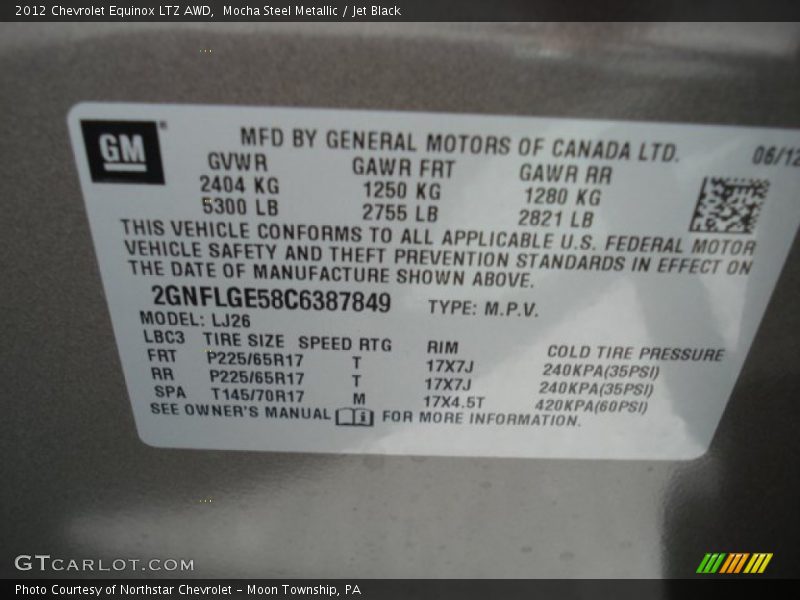 2012 Chevrolet Equinox LTZ AWD,  Mocha Steel Metallic / Jet Black
GM
MFD BY GENERAL MOTORS OF CANADA LTD.
06/12
GVWR GAWR FRT GAWR RR
2404 KG 1250 KG 1280 KG
5300 LB 2755 LB 2821 LB
THIS VEHICLE CONFORMS TO ALL APPLICABLE U.S. FEDERAL MOTOR
VEHICLE SAFETY AND THEFT PREVENTION STANDARDS IN EFFECT ON
THE DATE OF MANUFACTURE SHOWN ABOVE.
2GNFLGE58C6387849 TYPE: M.P.V.
MODEL: LJ26
LBC3 TIRE SIZE SPEED RTG RIM COLD TIRE PRESSURE
FRT P225/65R17 T 17X7J 240KPA(35PSI)
RR P225/65R17 T 17X7J 240KPA(35PSI)
SPA T145/70R17 M 17X4.5T 420KPA(60PSI)
SEE OWNER'S MANUAL i FOR MORE INFORMATION.
GTCARLOT.COM
Photo Courtesy of Northstar Chevrolet - Moon Township, PA